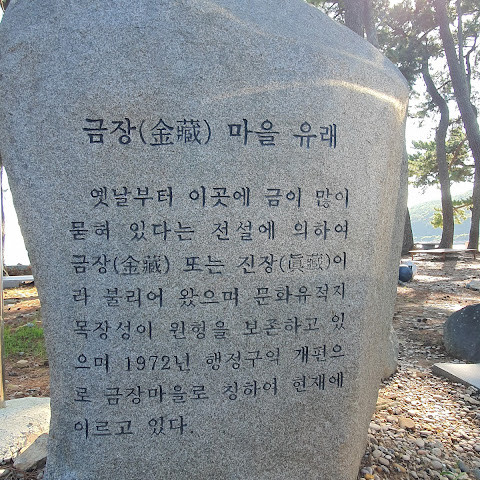 금장(金藏) 마을 유래
옛날부터 이곳에 금이 많이
묻혀 있다는 전설에 의하여
금장(金藏) 또는 진장(眞藏)이
라 불리어 왔으며 문화유적지
목장성이 원형을 보존하고 있
으며 1972년 행정구역 개편으
로 금장마을로 칭하여 현재에
이르고 있다.